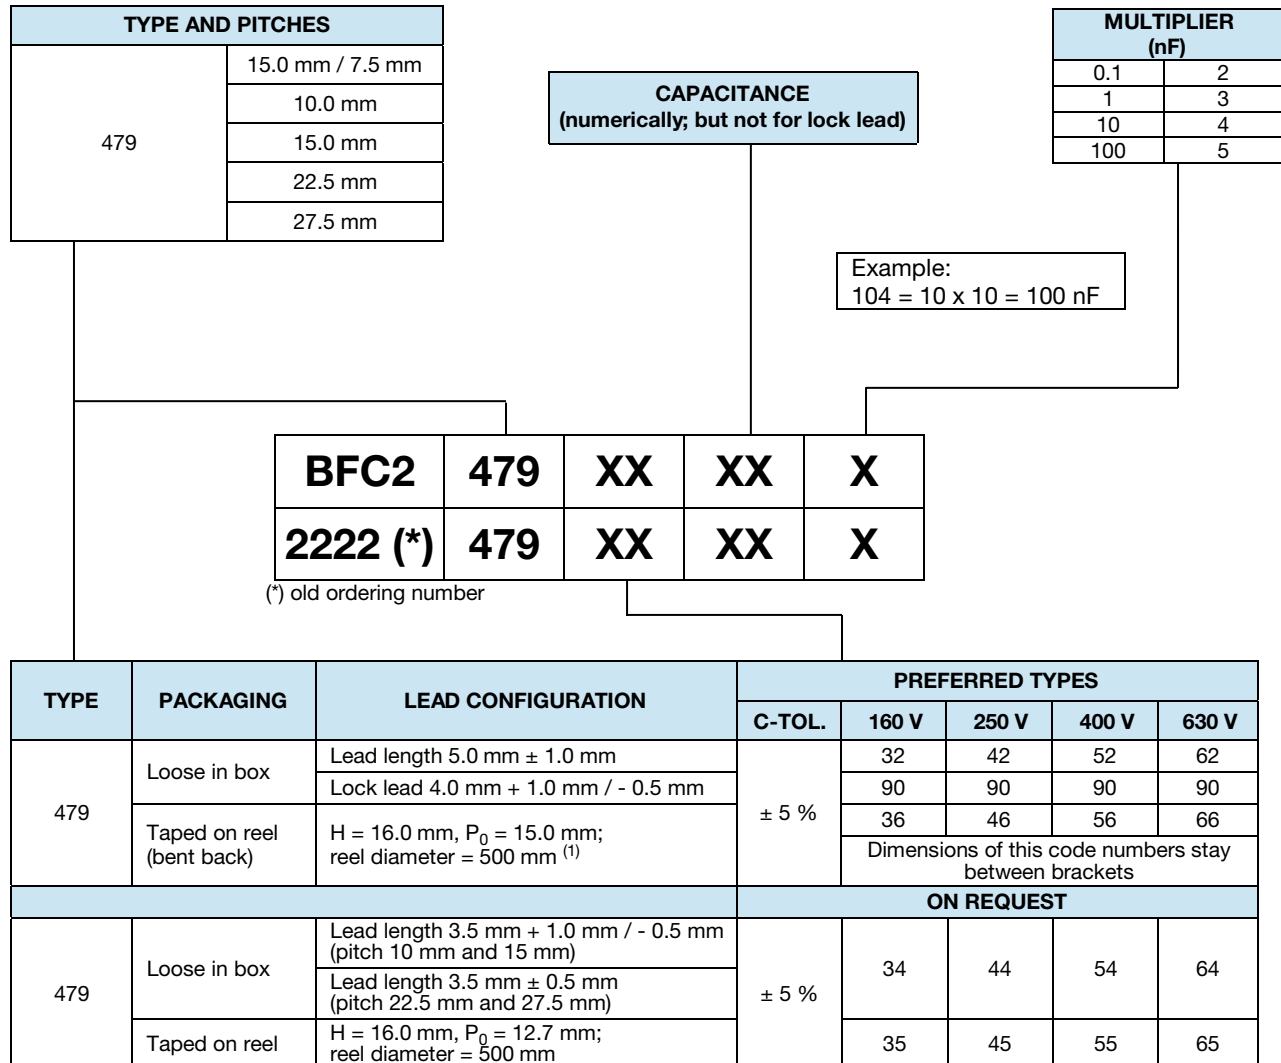 TYPE AND PITCHES
479
15.0 mm / 7.5 mm
10.0 mm
15.0 mm
22.5 mm
27.5 mm
CAPACITANCE
(numerically; but not for lock lead)
MULTIPLIER
(nF)
0.1 2
1 3
10 4
100 5
Example:
104 = 10 x 10 = 100 nF
BFC2 479 XX XX X
2222 (*) 479 XX XX X
(*) old ordering number
TYPE PACKAGING LEAD CONFIGURATION PREFERRED TYPES
C-TOL. 160 V 250 V 400 V 630 V
479
Loose in box
Lead length 5.0 mm ± 1.0 mm
± 5 %
32 42 52 62
Lock lead 4.0 mm + 1.0 mm / - 0.5 mm
90 90 90 90
Taped on reel
(bent back)
H = 16.0 mm, P0 = 15.0 mm;
reel diameter = 500 mm (1)
36 46 56 66
Dimensions of this code numbers stay
between brackets
ON REQUEST
479
Loose in box
Lead length 3.5 mm + 1.0 mm / - 0.5 mm
(pitch 10 mm and 15 mm)
Lead length 3.5 mm ± 0.5 mm
(pitch 22.5 mm and 27.5 mm)
± 5 %
34 44 54 64
Taped on reel
H = 16.0 mm, P0 = 12.7 mm;
reel diameter = 500 mm
35 45 55 65